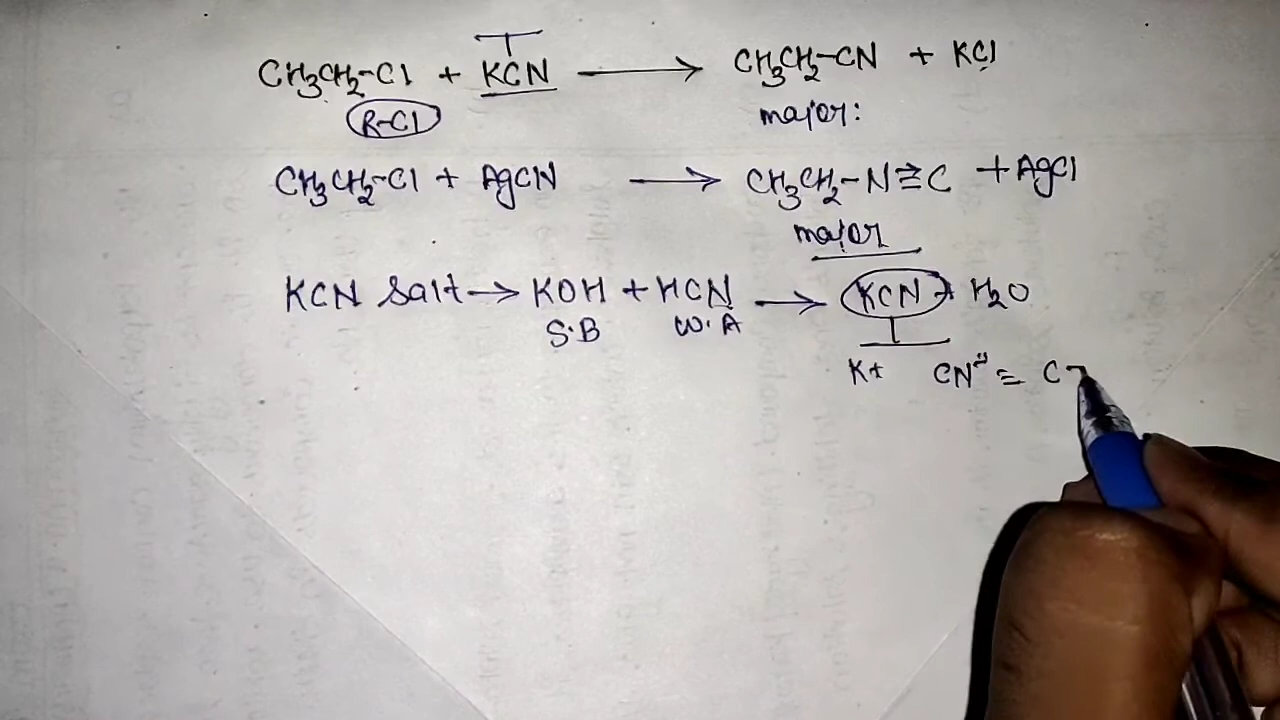 CH₃CH₂-Cl + KCN ⟶ CH₃CH₂-CN + KCl
R-Cl major:
CH₃CH₂-Cl + AgCN ⟶ CH₃CH₂-N≡C + AgCl
major
KCN Salt → KOH + HCN ⟶ KCN + H₂O
S.B W.A
K+ CN⁻ = C